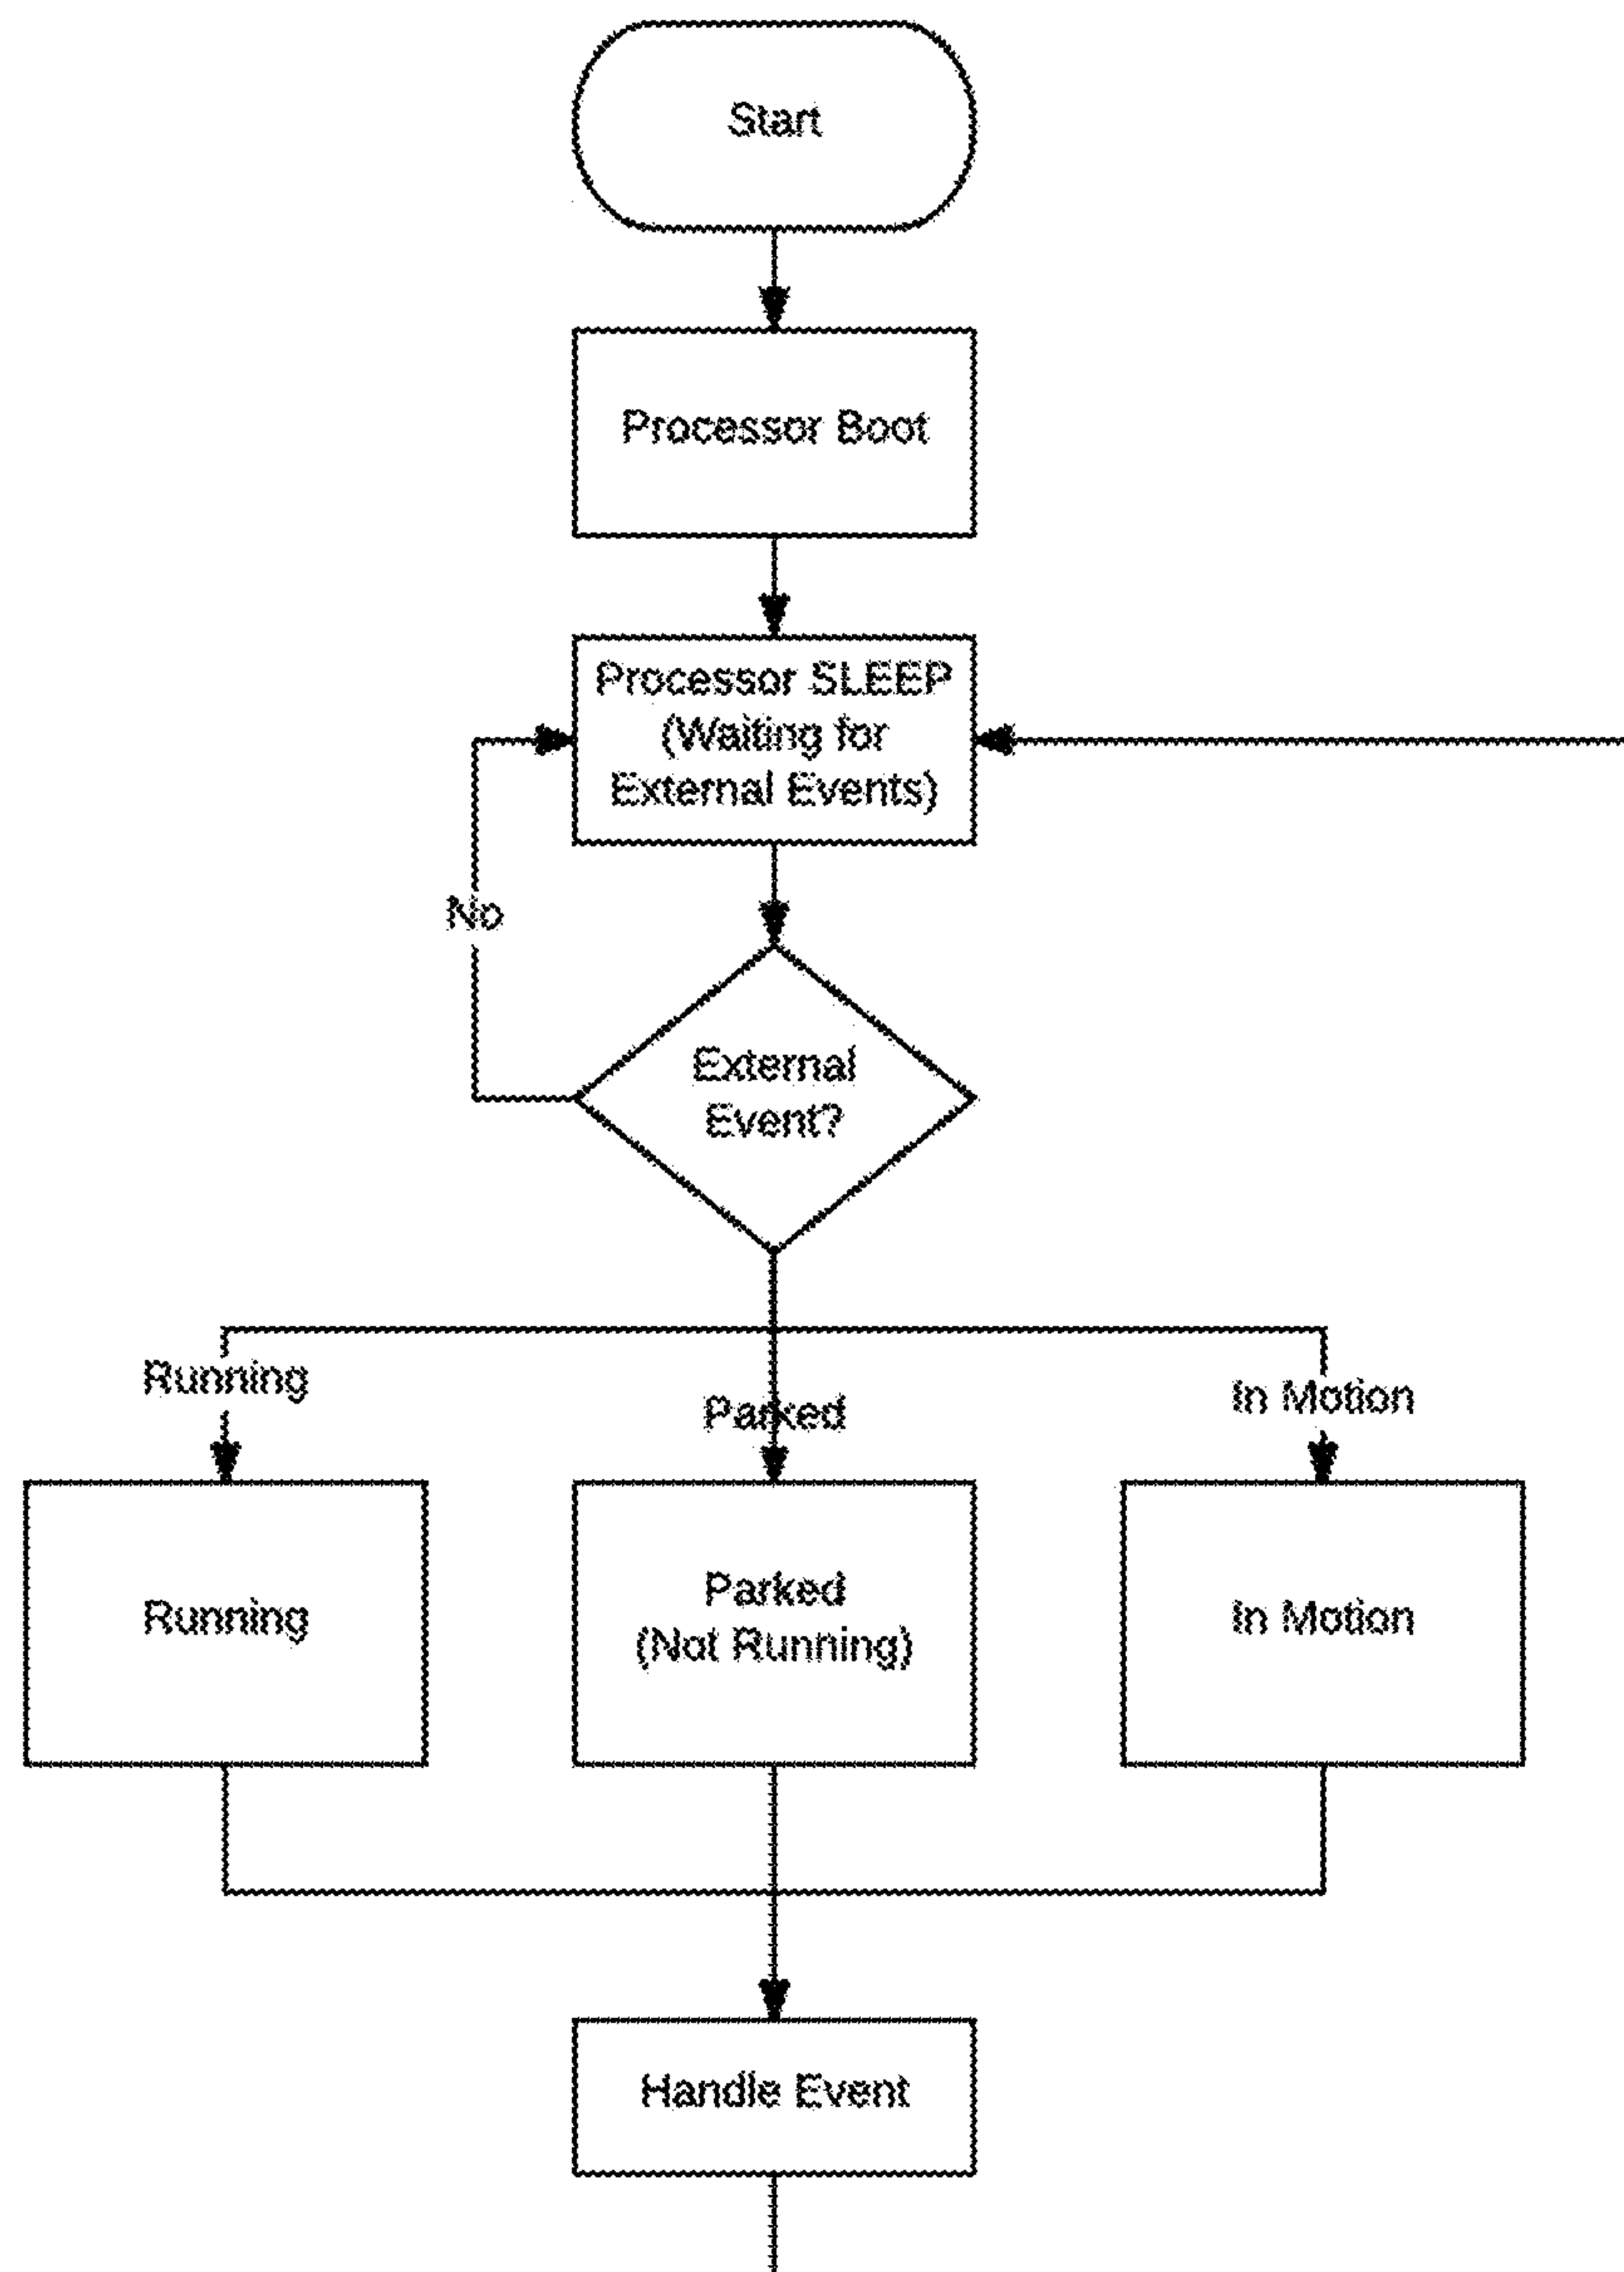 Start
Processor Boot
Processor SLEEP
(Waiting for
External Events)
No
External
Event?
Running
Parked
In Motion
Running
Parked
(Not Running)
In Motion
Handle Event